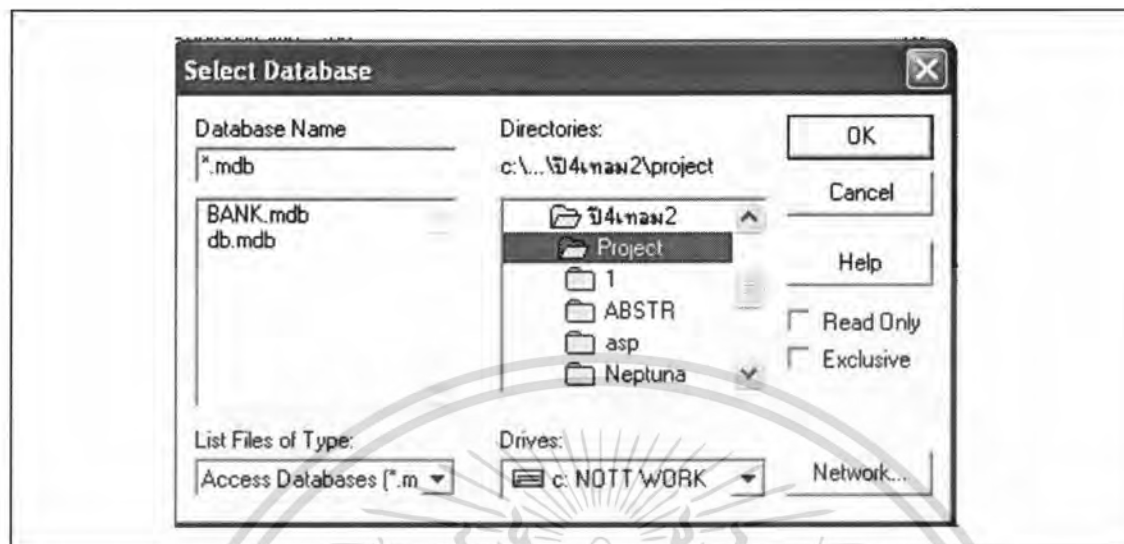 Select Database
Database Name
*.mdb
BANK.mdb
db.mdb
List Files of Type:
Access Databases (*.m
Directories:
c:\...\ปี4เทอม2\project
ปี4เทอม2
Project
1
ABSTR
asp
Neptuna
Drives:
c: NOTT WORK
OK
Cancel
Help
Read Only
Exclusive
Network...